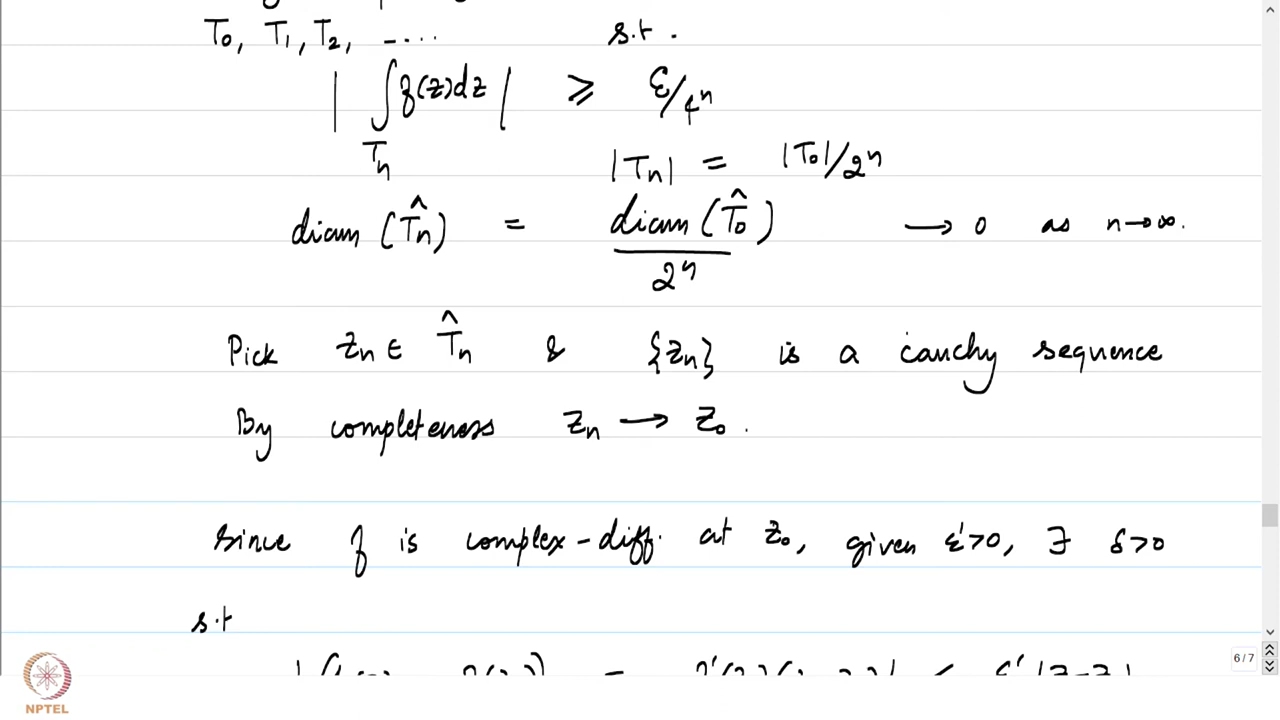 T₀, T₁, T₂, ..... s.t.
| ∫ f(z)dz | ⩾ ε/4ⁿ
Tₙ
|Tₙ| = |T₀|/2ⁿ
diam (T̂ₙ) = diam (T̂₀) / 2ⁿ → 0 as n→∞.
Pick zₙ ∈ T̂ₙ & {zₙ} is a cauchy sequence
By completeness zₙ → z₀.
since f is complex-diff. at z₀, given ε'>0, ∃ δ>0
s.t
6/7
NPTEL